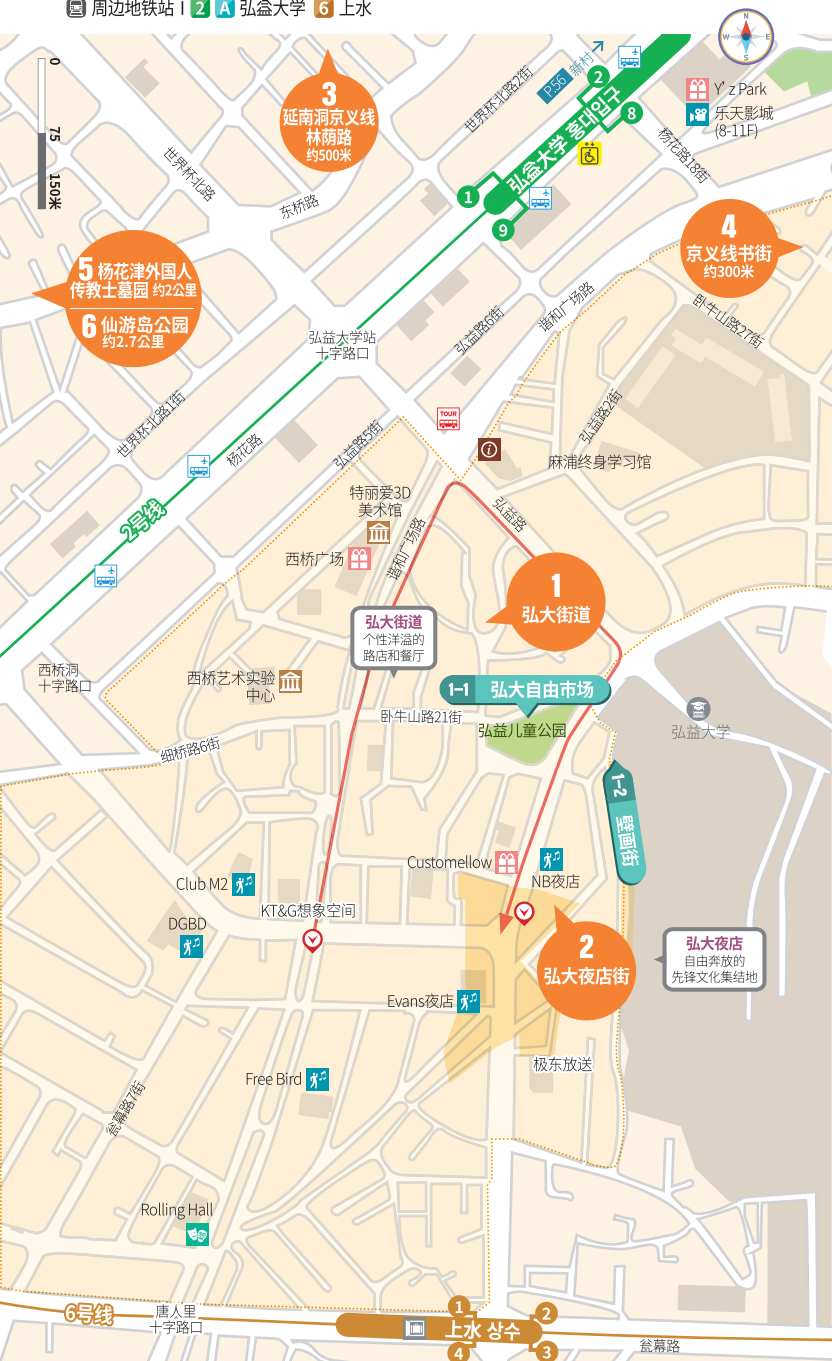 周边地铁站 | 2 A 弘益大学 6 上水
N
W E
S
P.56 新村
0
75
150米
3
延南洞京义线
林荫路
约500米
世界杯北路2街
2
8
Y’z Park
乐天影城
(8-11F)
弘益大学 홍대입구
世界杯北路
杨花路18街
东桥路
1
9
4
京义线书街
约300米
5 杨花津外国人
传教士墓园 约2公里
6 仙游岛公园
约2.7公里
谐和广场路
卧牛山路27街
弘益路6街
弘益大学站
十字路口
世界杯北路1街
TOUR
弘益路2街
弘益路5街
杨花路
i
麻浦终身学习馆
特丽爱3D
美术馆
弘益路
2号线
谐和广场路
西桥广场
1
弘大街道
弘大街道
个性洋溢的
路店和餐厅
西桥洞
十字路口
西桥艺术实验
中心
1-1 弘大自由市场
卧牛山路21街
弘益儿童公园
弘益大学
细桥路6街
1-2 壁画街
Customellow
NB夜店
Club M2
KT&G想象空间
DGBD
2
弘大夜店街
弘大夜店
自由奔放的
先锋文化集结地
Evans夜店
极东放送
Free Bird
瓮幕路7街
Rolling Hall
6号线
唐人里
十字路口
1
2
上水 상수
4
3
瓮幕路